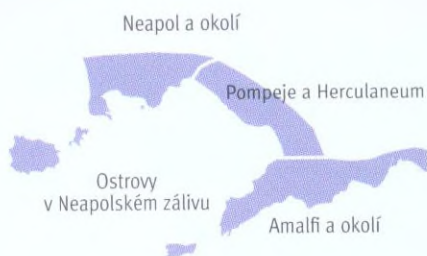 Neapol a okolí
Pompeje a Herculaneum
Ostrovy
v Neapolském zálivu
Amalfi a okolí